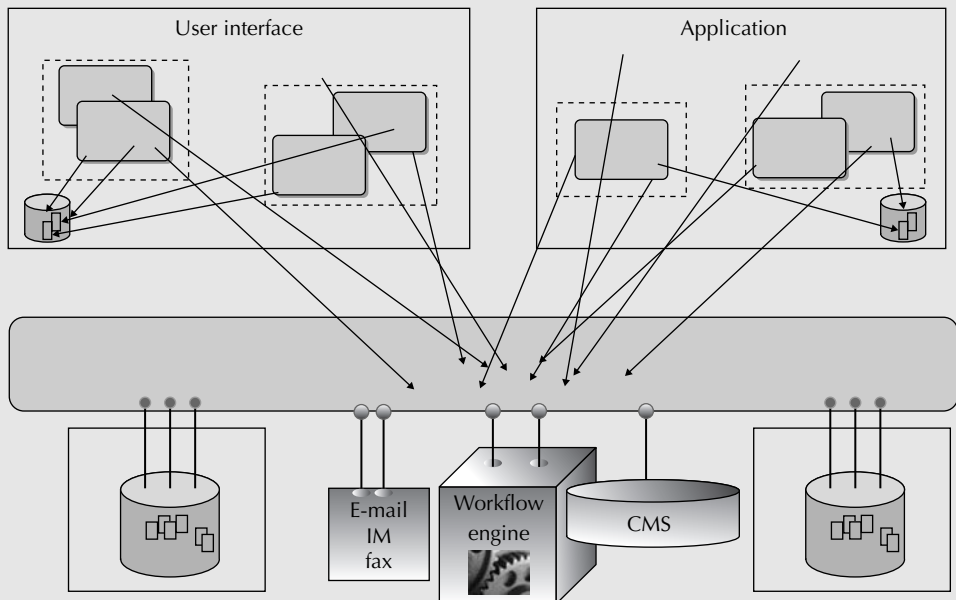 User interface
Application
E-mail
IM
fax
Workflow
engine
CMS